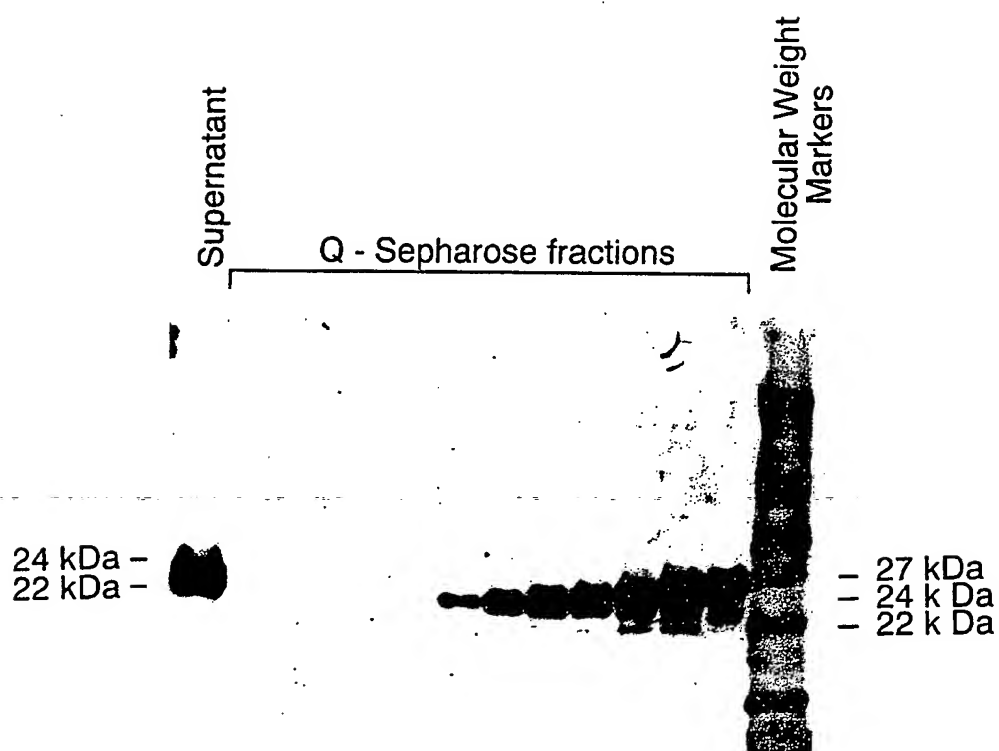 Supernatant
Q - Sepharose fractions
Molecular Weight
Markers
24 kDa –
22 kDa –
– 27 kDa
– 24 k Da
– 22 k Da